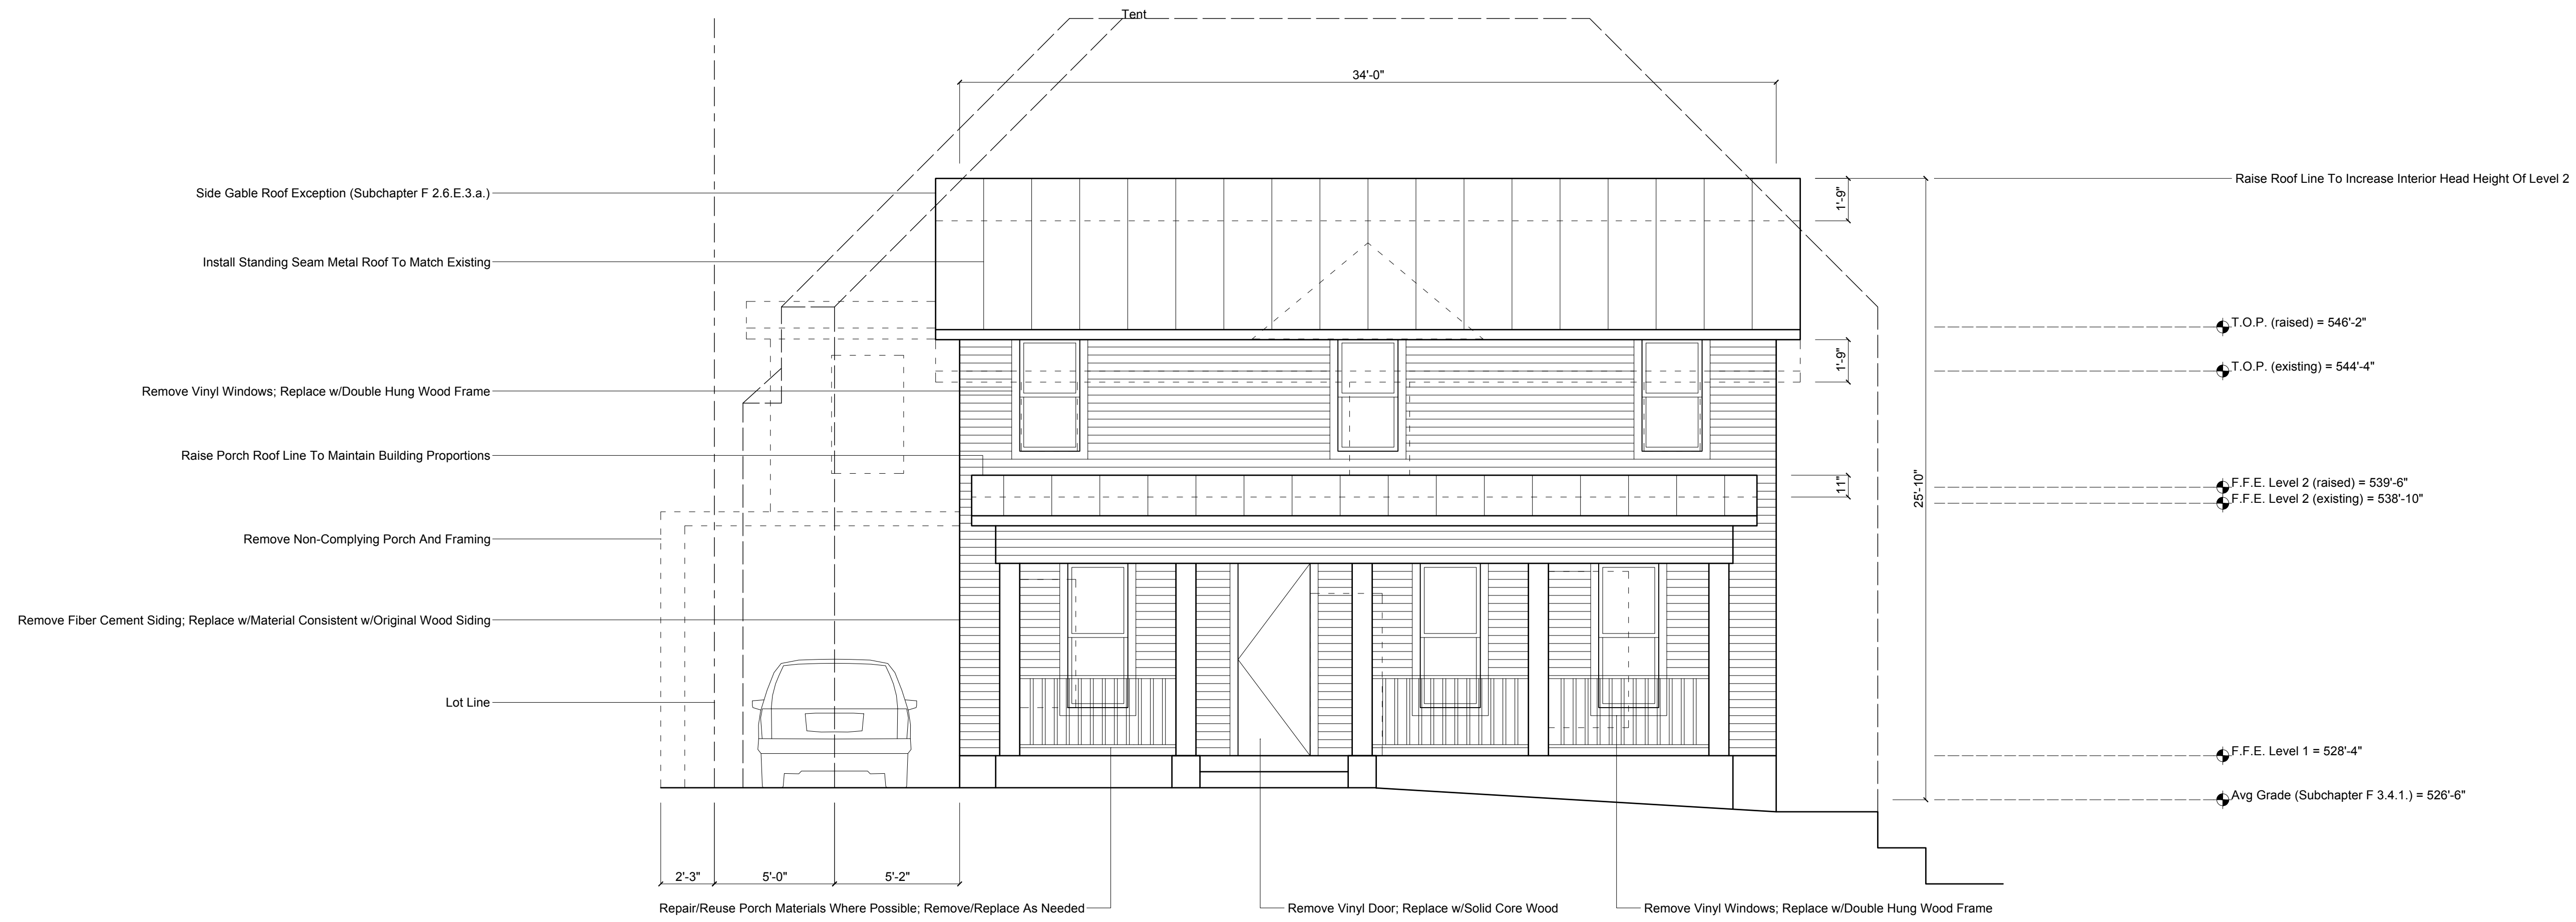 Tent
34'-0"
Raise Roof Line To Increase Interior Head Height Of Level 2
Side Gable Roof Exception (Subchapter F 2.6.E.3.a.)
1'-9"
Install Standing Seam Metal Roof To Match Existing
T.O.P. (raised) = 546'-2"
1'-9"
T.O.P. (existing) = 544'-4"
Remove Vinyl Windows; Replace w/Double Hung Wood Frame
Raise Porch Roof Line To Maintain Building Proportions
11"
25'-10"
F.F.E. Level 2 (raised) = 539'-6"
F.F.E. Level 2 (existing) = 538'-10"
Remove Non-Complying Porch And Framing
Remove Fiber Cement Siding; Replace w/Material Consistent w/Original Wood Siding
Lot Line
F.F.E. Level 1 = 528'-4"
Avg Grade (Subchapter F 3.4.1.) = 526'-6"
2'-3"
5'-0"
5'-2"
Repair/Reuse Porch Materials Where Possible; Remove/Replace As Needed
Remove Vinyl Door; Replace w/Solid Core Wood
Remove Vinyl Windows; Replace w/Double Hung Wood Frame